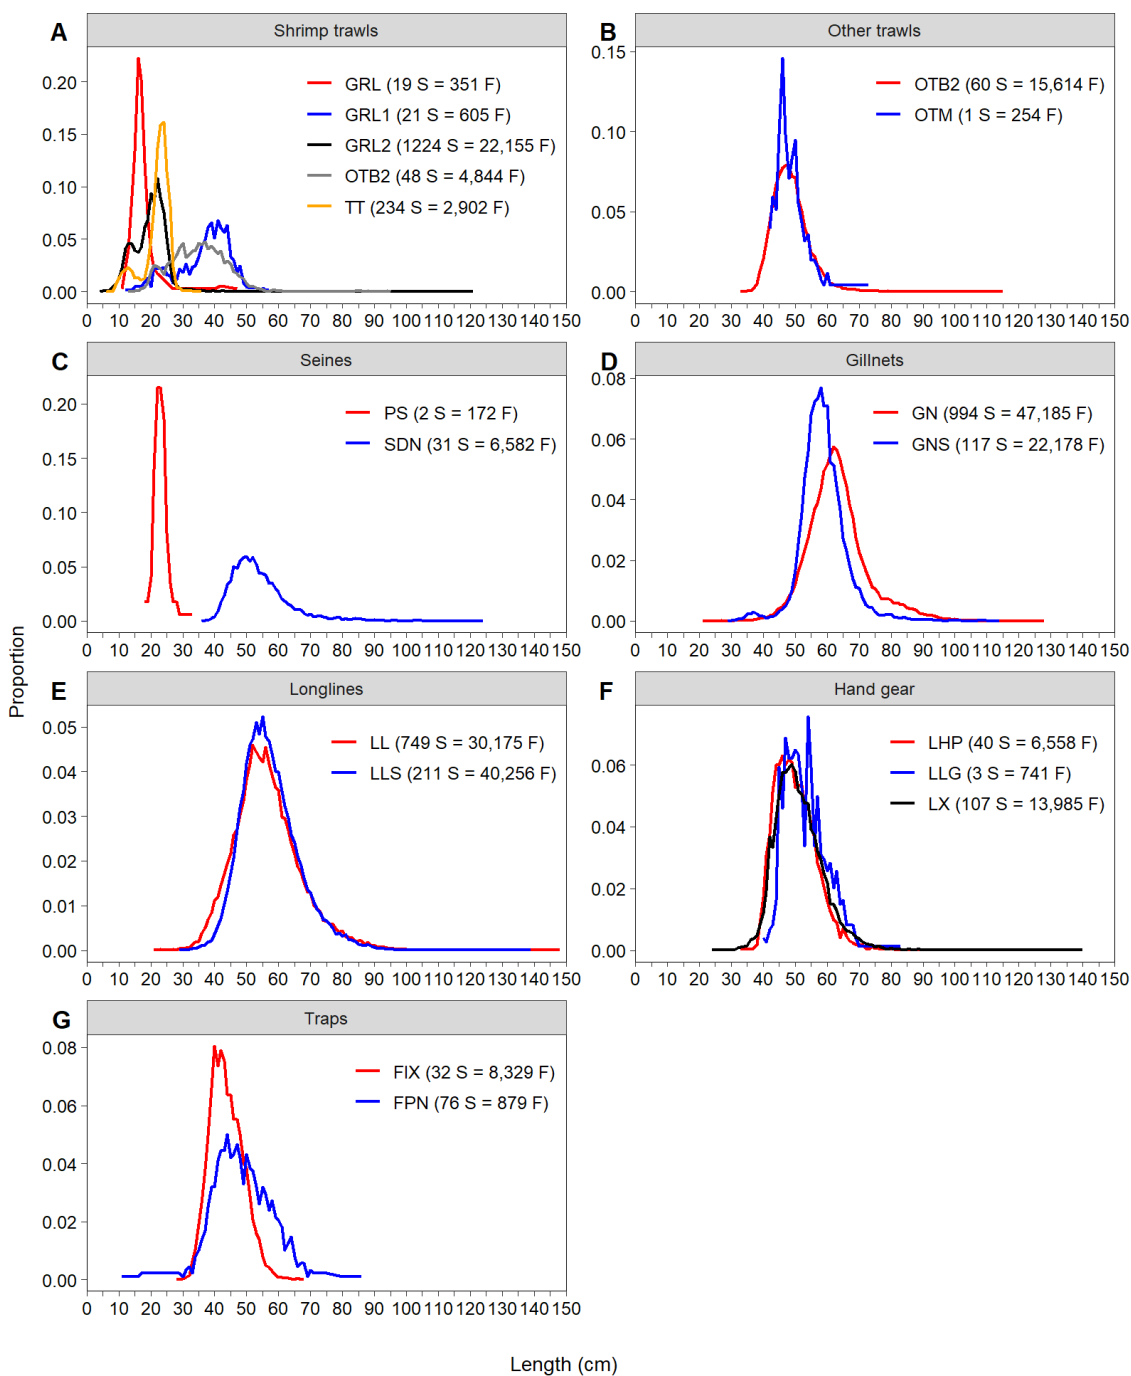 A
Shrimp trawls
0.20
0.15
0.10
0.05
0.00
GRL (19 S = 351 F)
GRL1 (21 S = 605 F)
GRL2 (1224 S = 22,155 F)
OTB2 (48 S = 4,844 F)
TT (234 S = 2,902 F)
0 10 20 30 40 50 60 70 80 90 100 110 120 130 140 150
B
Other trawls
0.15
0.10
0.05
0.00
OTB2 (60 S = 15,614 F)
OTM (1 S = 254 F)
0 10 20 30 40 50 60 70 80 90 100 110 120 130 140 150
C
Seines
0.20
0.15
0.10
0.05
0.00
PS (2 S = 172 F)
SDN (31 S = 6,582 F)
0 10 20 30 40 50 60 70 80 90 100 110 120 130 140 150
D
Gillnets
0.08
0.06
0.04
0.02
0.00
GN (994 S = 47,185 F)
GNS (117 S = 22,178 F)
0 10 20 30 40 50 60 70 80 90 100 110 120 130 140 150
Proportion
E
Longlines
0.05
0.04
0.03
0.02
0.01
0.00
LL (749 S = 30,175 F)
LLS (211 S = 40,256 F)
0 10 20 30 40 50 60 70 80 90 100 110 120 130 140 150
F
Hand gear
0.06
0.04
0.02
0.00
LHP (40 S = 6,558 F)
LLG (3 S = 741 F)
LX (107 S = 13,985 F)
0 10 20 30 40 50 60 70 80 90 100 110 120 130 140 150
G
Traps
0.08
0.06
0.04
0.02
0.00
FIX (32 S = 8,329 F)
FPN (76 S = 879 F)
0 10 20 30 40 50 60 70 80 90 100 110 120 130 140 150
Length (cm)